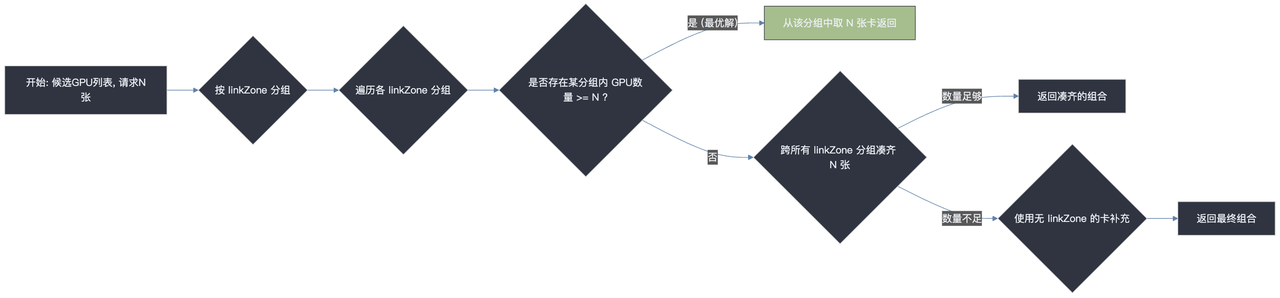 开始: 候选GPU列表, 请求N
张
按 linkZone 分组
遍历各 linkZone 分组
是否存在某分组内 GPU数
量 >= N ?
是 (最优解)
从该分组中取 N 张卡返回
否
跨所有 linkZone 分组凑齐
N 张
数量足够
返回凑齐的组合
数量不足
使用无 linkZone 的卡补充
返回最终组合